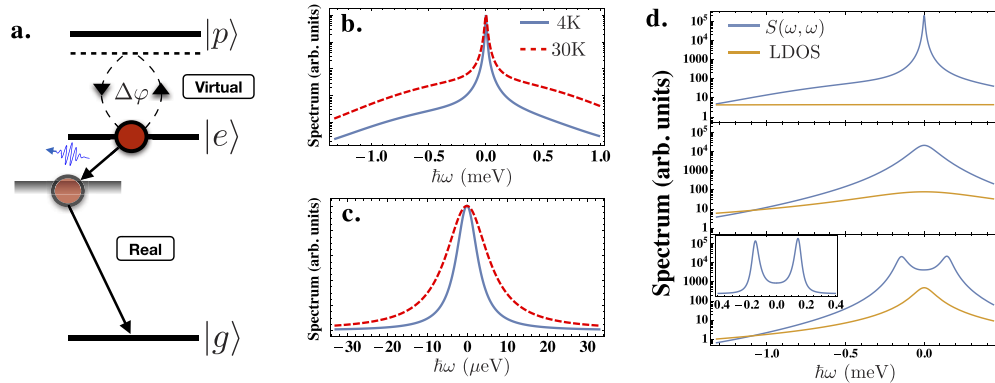 a.
|p⟩
Δφ
Virtual
|e⟩
Real
|g⟩
b.
4K
30K
Spectrum (arb. units)
-1.0 -0.5 0.0 0.5 1.0
ħω (meV)
c.
Spectrum (arb. units)
-30 -20 -10 0 10 20 30
ħω (μeV)
d.
S(ω, ω)
LDOS
Spectrum (arb. units)
10⁵
10⁴
1000
100
10
1
10⁵
10⁴
1000
100
10
1
10⁵
10⁴
1000
100
10
1
-0.4 -0.2 0.0 0.2 0.4
-1.0 -0.5 0.0
ħω (meV)